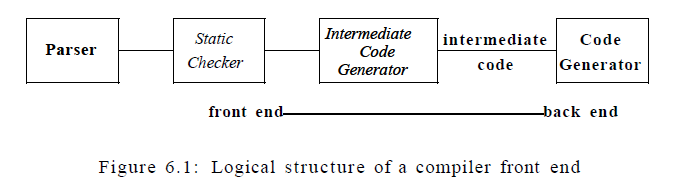 Parser
Static
Checker
Intermediate
Code
Generator
intermediate
code
Code
Generator
front end
back end
Figure 6.1: Logical structure of a compiler front end